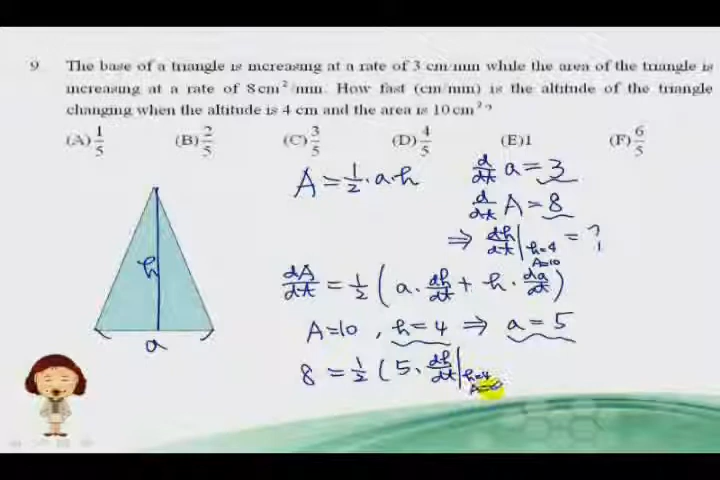 9. The base of a triangle is increasing at a rate of 3 cm/min while the area of the triangle is
increasing at a rate of 8 cm²/min. How fast (cm/min) is the altitude of the triangle
changing when the altitude is 4 cm and the area is 10 cm²?
(A) 1/5 (B) 2/5 (C) 3/5 (D) 4/5 (E) 1 (F) 6/5
A = 1/2 · a · h
d/dt a = 3
d/dt A = 8
⇒ dh/dt | h=4 A=10 = ?
h
a
dA/dt = 1/2 ( a · dh/dt + h · da/dt )
A=10 , h=4 ⇒ a=5
8 = 1/2 ( 5 · dh/dt | h=4